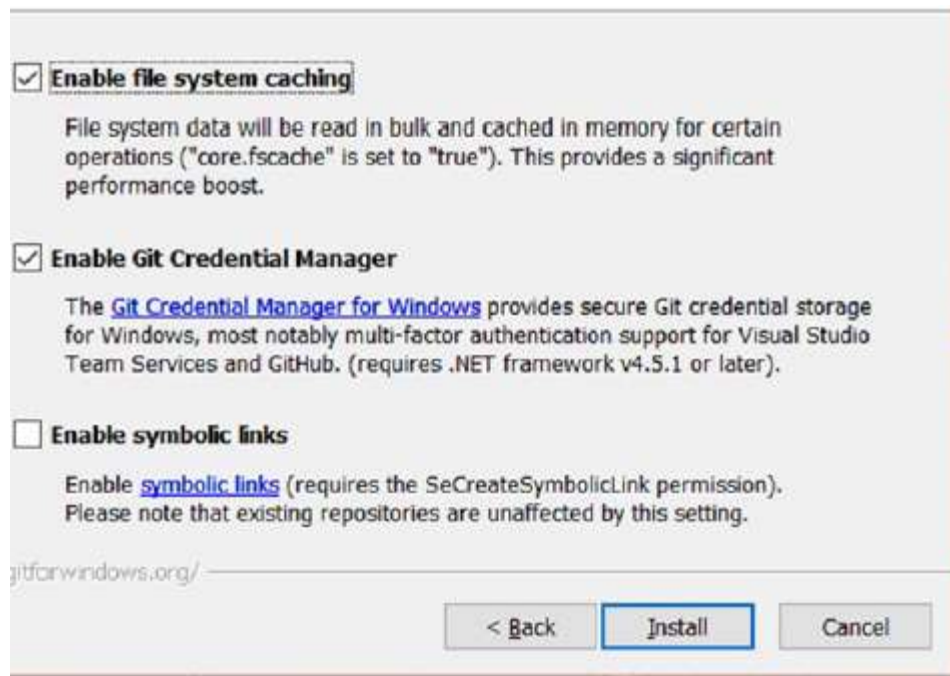 Enable file system caching
File system data will be read in bulk and cached in memory for certain
operations ("core.fscache" is set to "true"). This provides a significant
performance boost.
Enable Git Credential Manager
The Git Credential Manager for Windows provides secure Git credential storage
for Windows, most notably multi-factor authentication support for Visual Studio
Team Services and GitHub. (requires .NET framework v4.5.1 or later).
Enable symbolic links
Enable symbolic links (requires the SeCreateSymbolicLink permission).
Please note that existing repositories are unaffected by this setting.
gitforwindows.org/
< Back Install Cancel